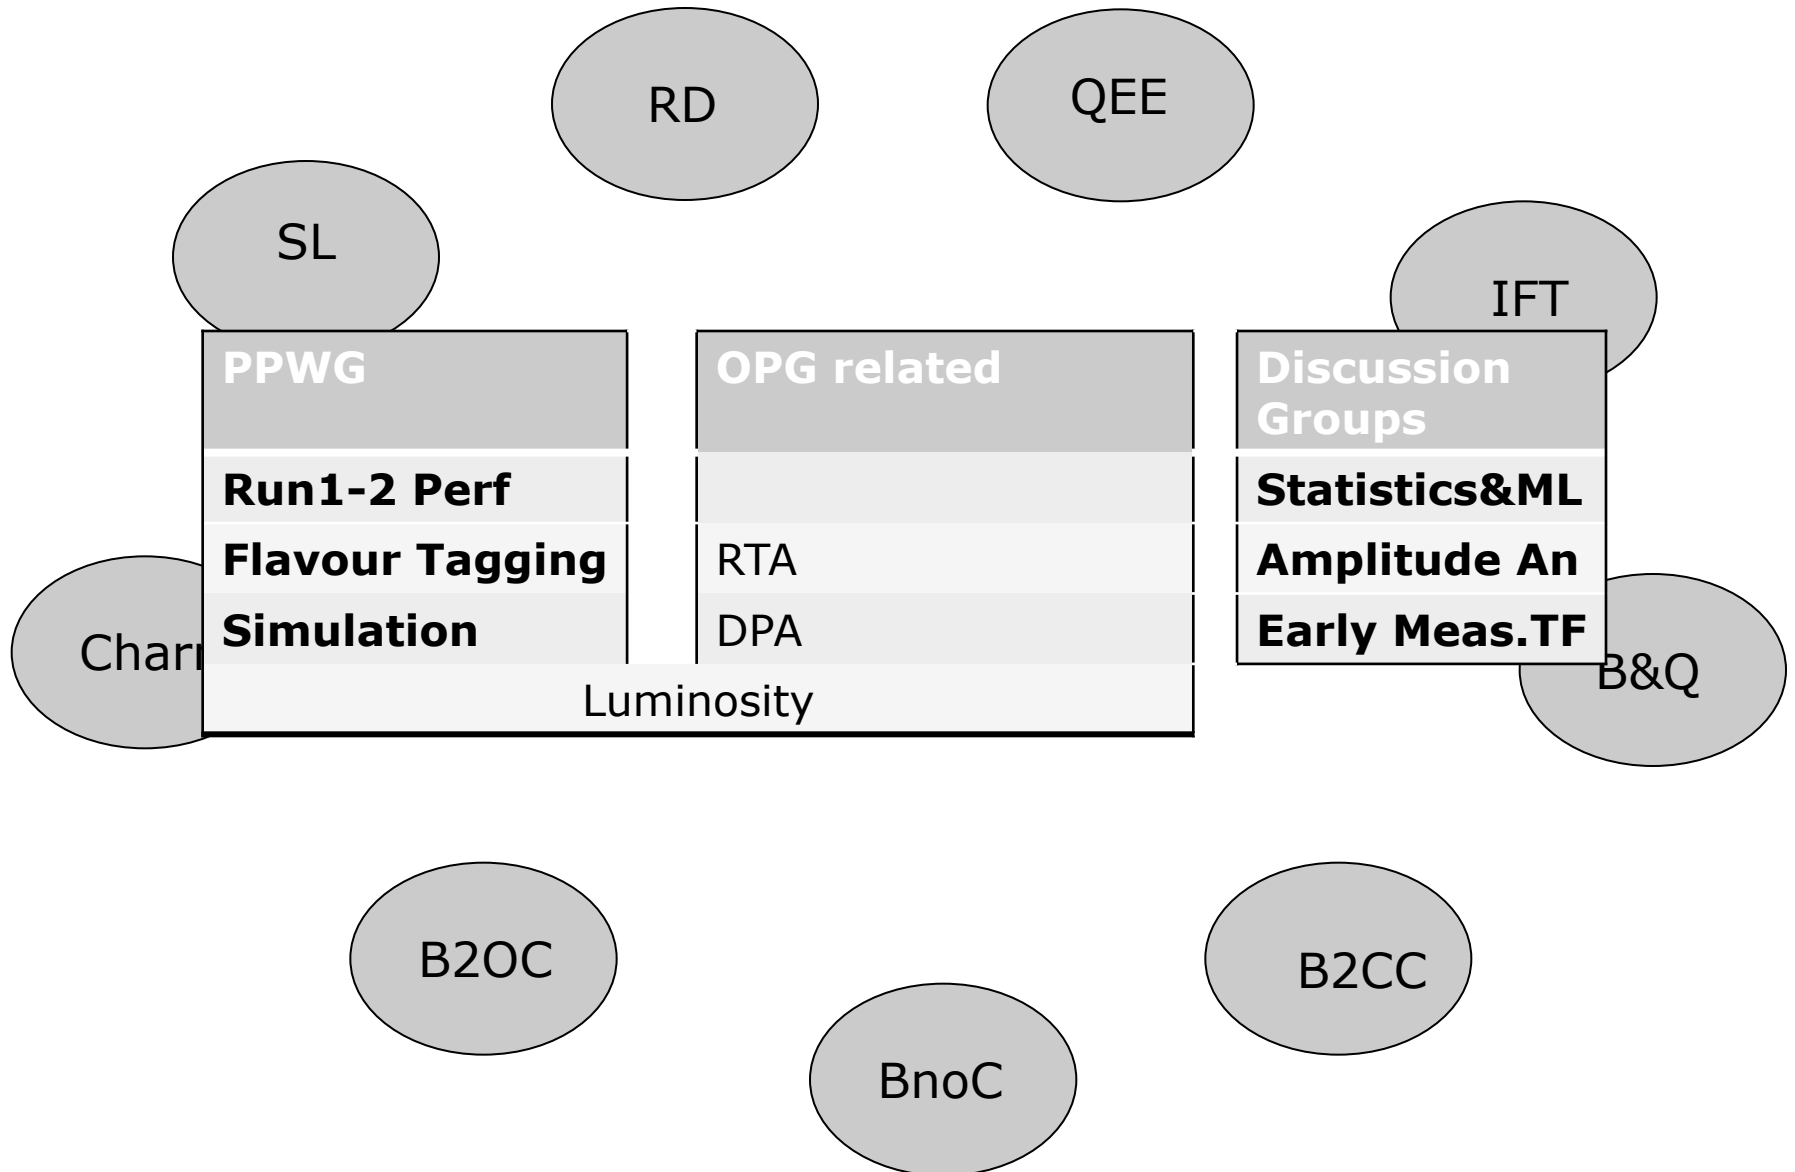 RD
QEE
SL
IFT
PPWG
OPG related
Discussion
Groups
Run1-2 Perf
Statistics&ML
Flavour Tagging
RTA
Amplitude An
Simulation
DPA
Early Meas.TF
B&Q
Luminosity
B2OC
B2CC
BnoC